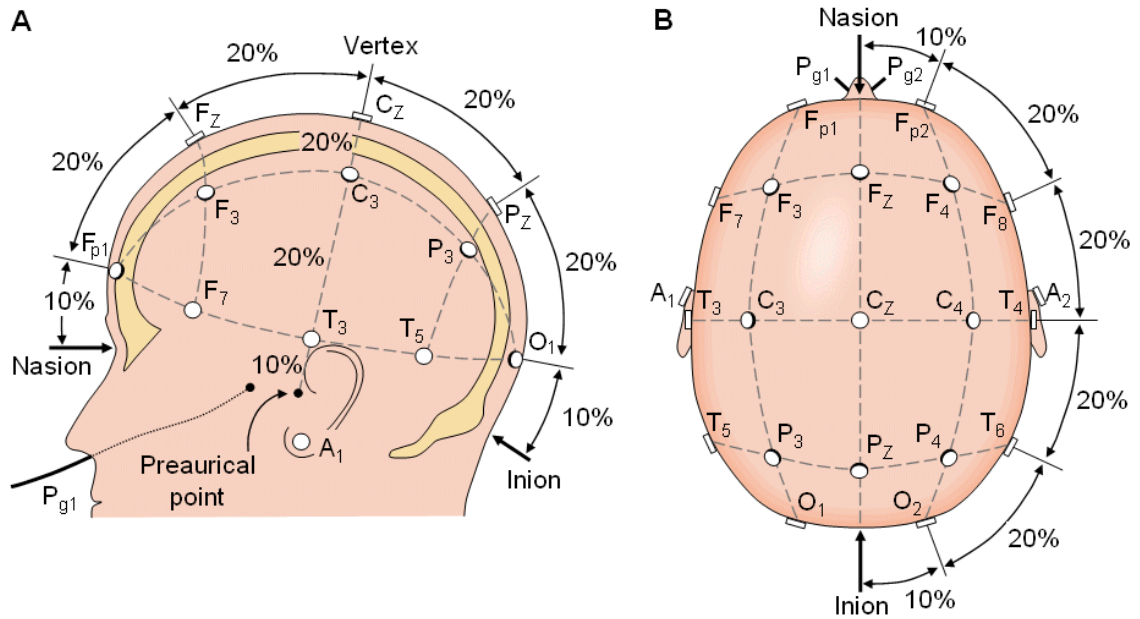 A
20%
Vertex
20%
FZ
CZ
20%
20%
20%
F3
C3
PZ
Fp1
P3
20%
20%
10%
F7
T3
T5
O1
Nasion
10%
10%
A1
Preaurical
point
Inion
Pg1
B
Nasion
10%
Pg1
Pg2
Fp1
Fp2
20%
F7
F3
FZ
F4
F8
20%
A1
T3
C3
CZ
C4
T4
A2
20%
T5
P3
PZ
P4
T6
O1
O2
20%
10%
Inion